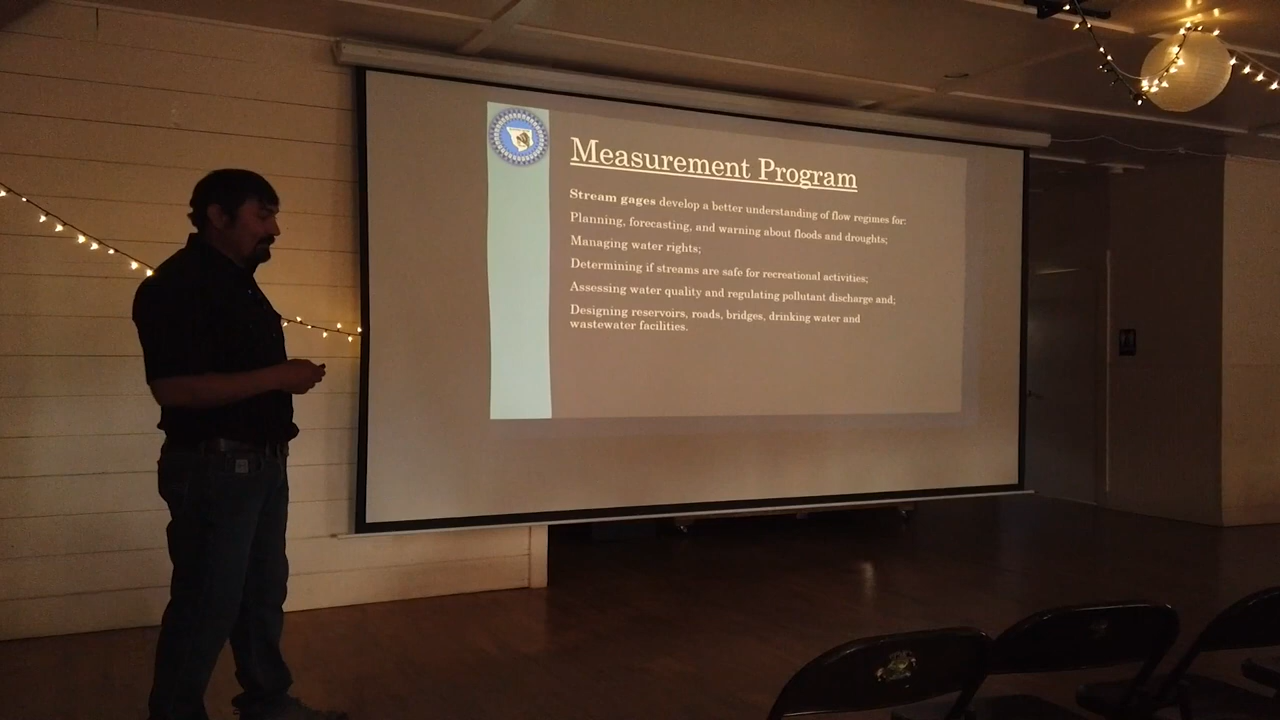 Measurement Program
Stream gages develop a better understanding of flow regimes for:
Planning, forecasting, and warning about floods and droughts;
Managing water rights;
Determining if streams are safe for recreational activities;
Assessing water quality and regulating pollutant discharge and;
Designing reservoirs, roads, bridges, drinking water and
wastewater facilities.